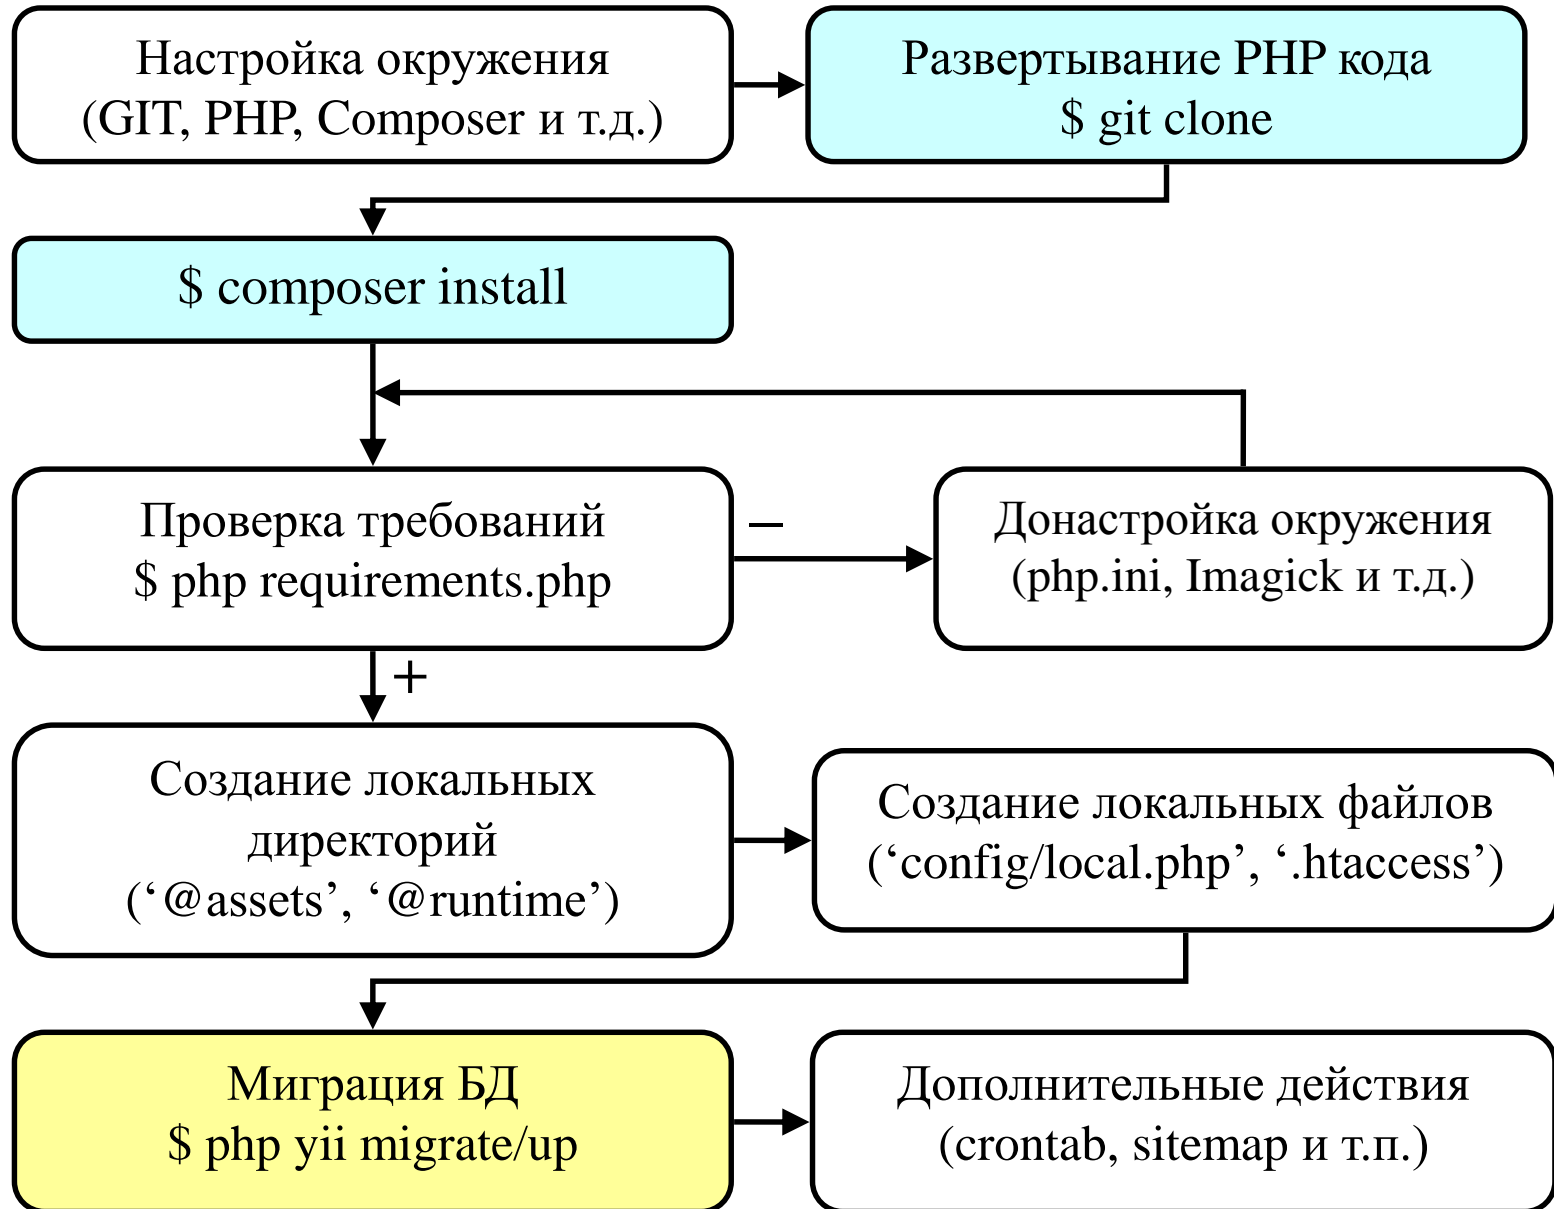 Настройка окружения
(GIT, PHP, Composer и т.д.)
Развертывание PHP кода
$ git clone
$ composer install
Проверка требований
$ php requirements.php
–
Донастройка окружения
(php.ini, Imagick и т.д.)
+
Создание локальных
директорий
(‘@assets’, ‘@runtime’)
Создание локальных файлов
(‘config/local.php’, ‘.htaccess’)
Миграция БД
$ php yii migrate/up
Дополнительные действия
(crontab, sitemap и т.п.)